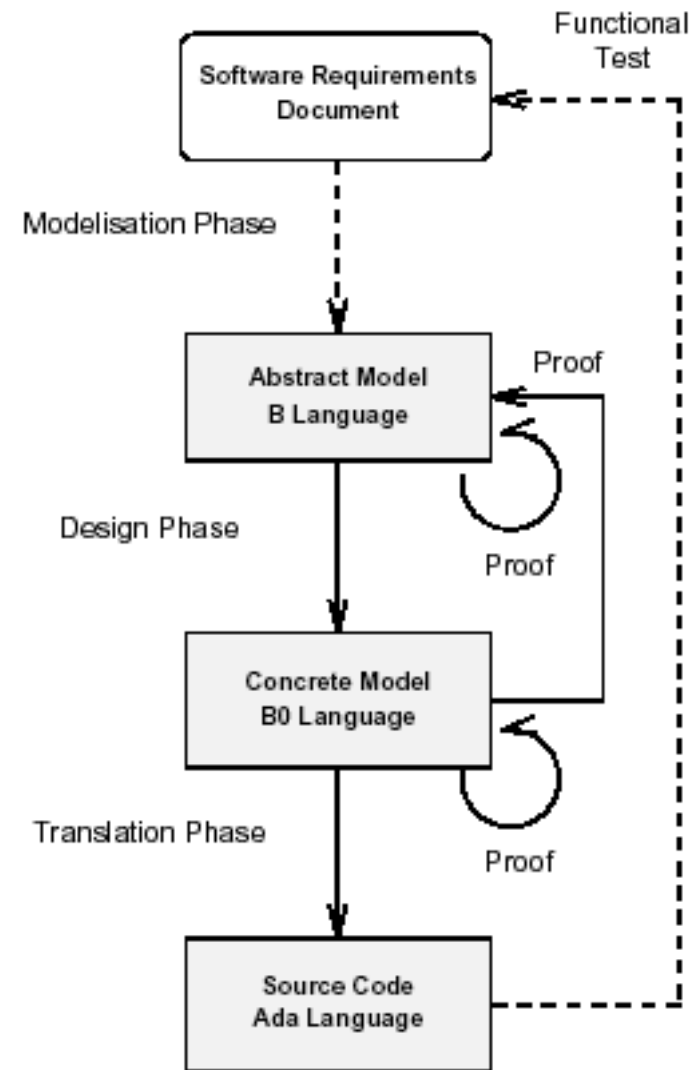 Functional
Test
Software Requirements
Document
Modelisation Phase
Proof
Abstract Model
B Language
Design Phase
Proof
Concrete Model
B0 Language
Translation Phase
Proof
Source Code
Ada Language